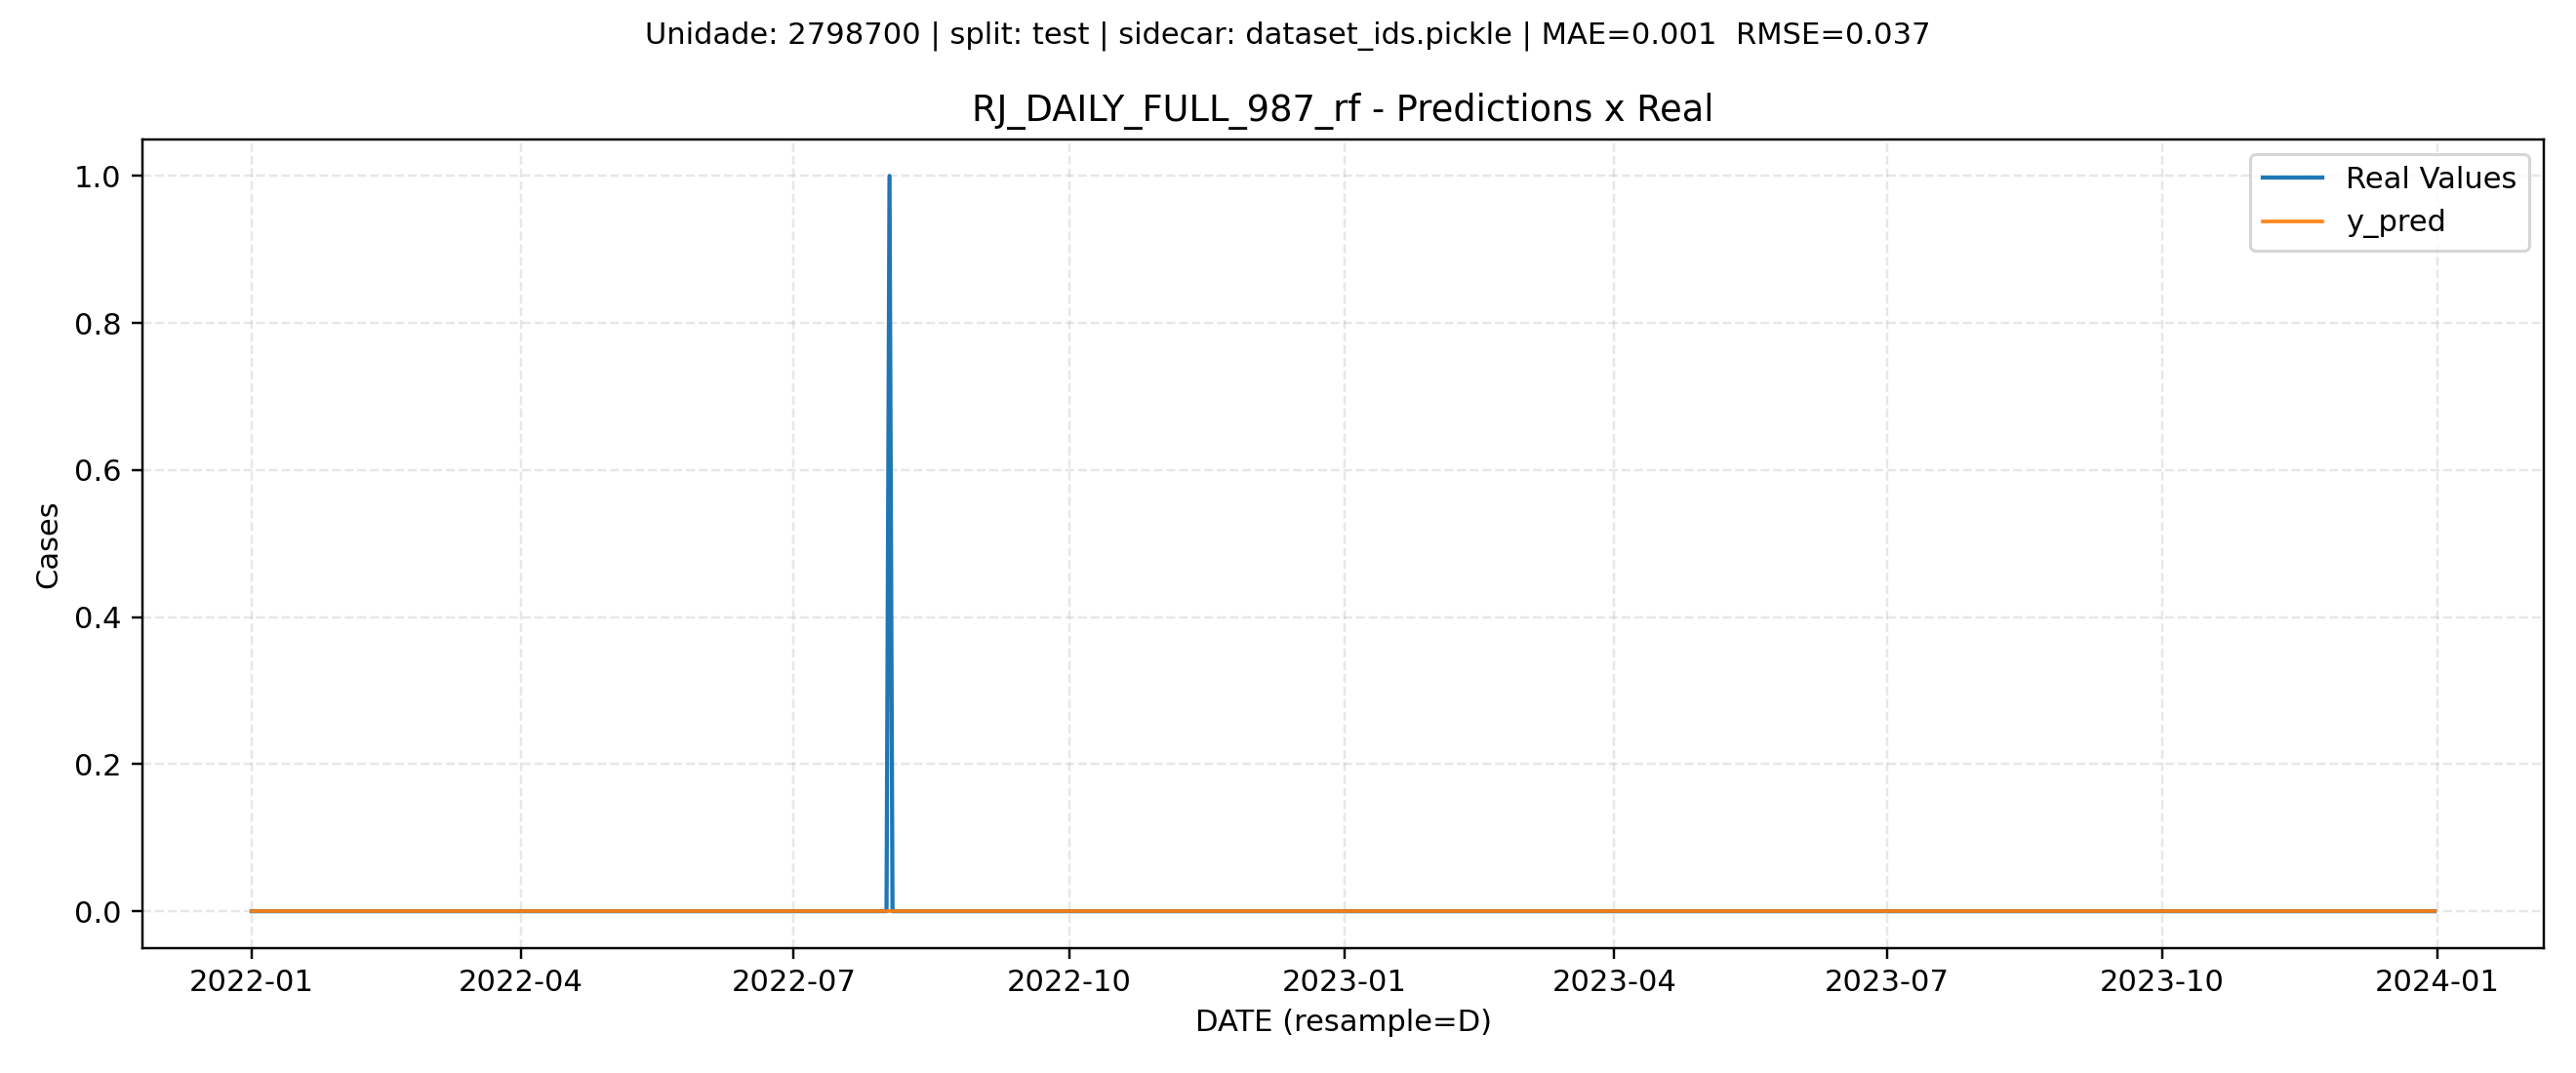 Unidade: 2798700 | split: test | sidecar: dataset_ids.pickle | MAE=0.001  RMSE=0.037
RJ_DAILY_FULL_987_rf - Predictions x Real
Real Values
y_pred
1.0
0.8
0.6
0.4
0.2
0.0
Cases
2022-01 2022-04 2022-07 2022-10 2023-01 2023-04 2023-07 2023-10 2024-01
DATE (resample=D)